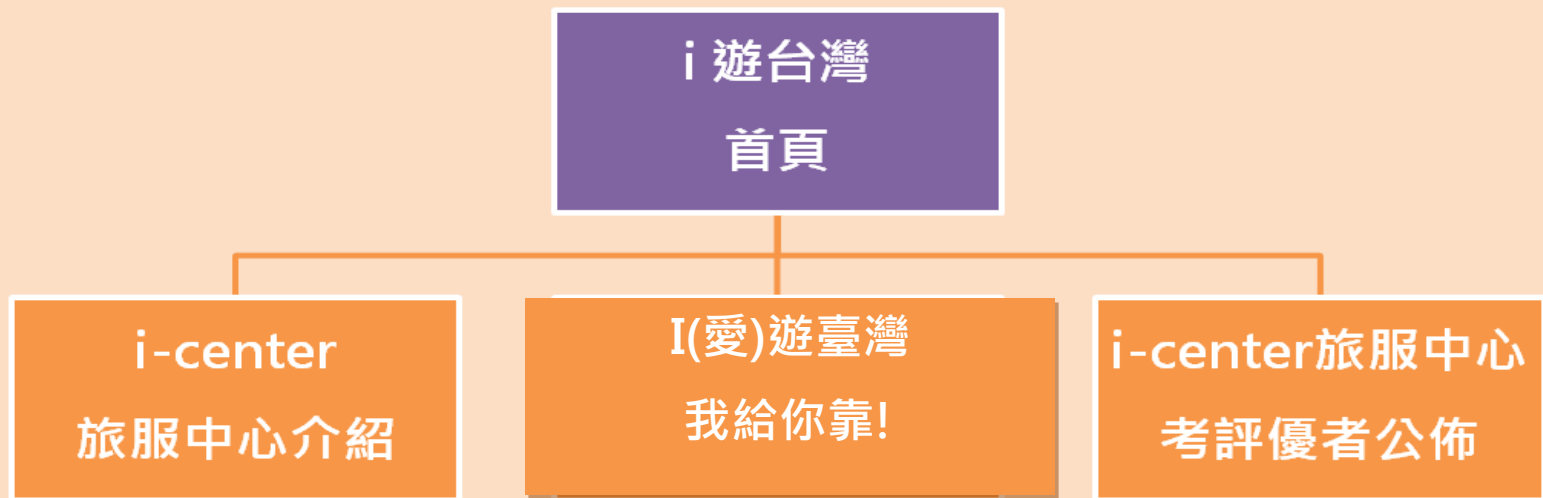 i 遊台灣
首頁
i-center
旅服中心介紹
I(愛)遊臺灣
我給你靠!
i-center旅服中心
考評優者公佈